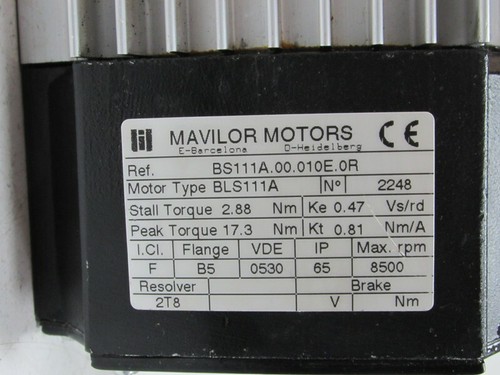 MAVILOR MOTORS CE
E-Barcelona D-Heidelberg
Ref. BS111A.00.010E.0R
Motor Type BLS111A Nº 2248
Stall Torque 2.88 Nm Ke 0.47 Vs/rd
Peak Torque 17.3 Nm Kt 0.81 Nm/A
I.Cl. Flange VDE IP Max. rpm
F B5 0530 65 8500
Resolver Brake
2T8 V Nm